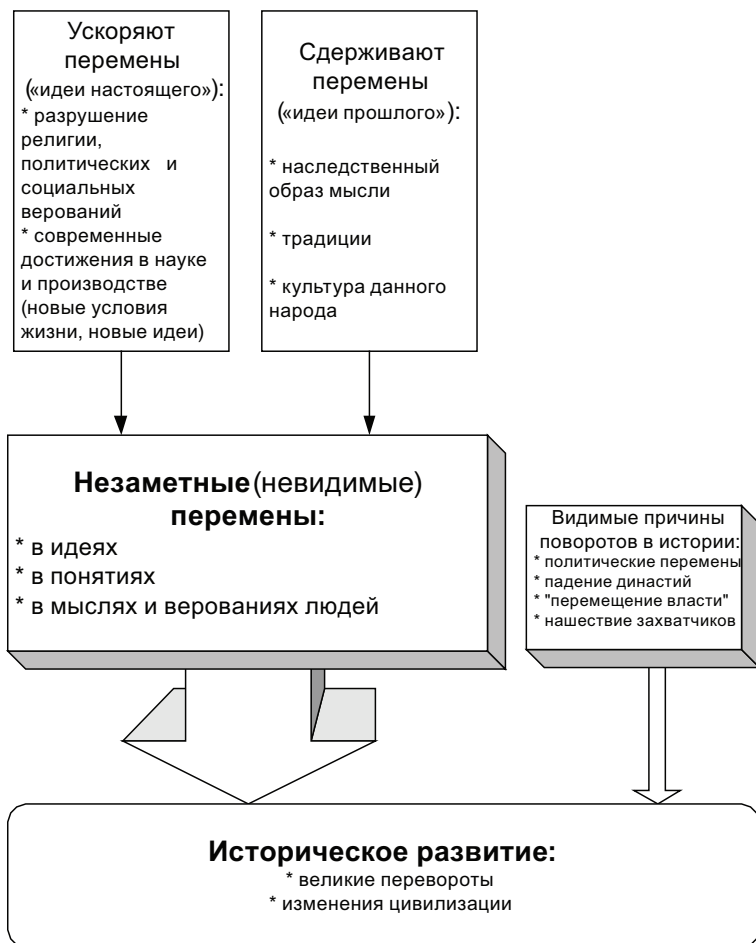 Ускоряют
перемены
(«идеи настоящего»):
* разрушение
религии,
политических и
социальных
верований
* современные
достижения в науке
и производстве
(новые условия
жизни, новые идеи)
Сдерживают
перемены
(«идеи прошлого»):
* наследственный
образ мысли
* традиции
* культура данного
народа
Незаметные (невидимые)
перемены:
* в идеях
* в понятиях
* в мыслях и верованиях людей
Видимые причины
поворотов в истории:
* политические перемены
* падение династий
* "перемещение власти"
* нашествие захватчиков
Историческое развитие:
* великие перевороты
* изменения цивилизации